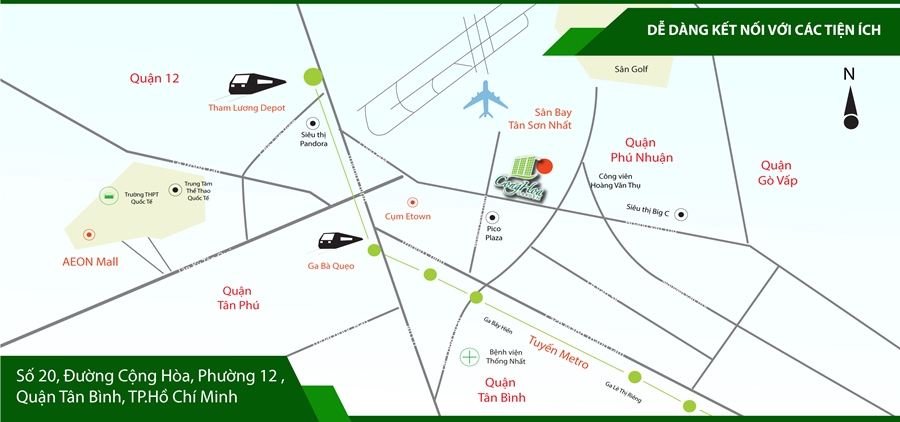 DỄ DÀNG KẾT NỐI VỚI CÁC TIỆN ÍCH
N
Sân Golf
Quận 12
Tham Lương Depot
Siêu thị
Pandora
Sân Bay
Tân Sơn Nhất
Quận
Phú Nhuận
Quận
Gò Vấp
Công viên
Hoàng Văn Thụ
Siêu thị Big C
Trường THPT
Quốc Tế
Trung Tâm
Thể Thao
Quốc Tế
AEON Mall
Cụm Etown
Pico
Plaza
Cộng Hòa
Ga Bà Quẹo
Quận
Tân Phú
Ga Bảy Hiền
Tuyến Metro
Bệnh viện
Thống Nhất
Ga Lê Thị Riêng
Quận
Tân Bình
Số 20, Đường Cộng Hòa, Phường 12 ,
Quận Tân Bình, TP.Hồ Chí Minh